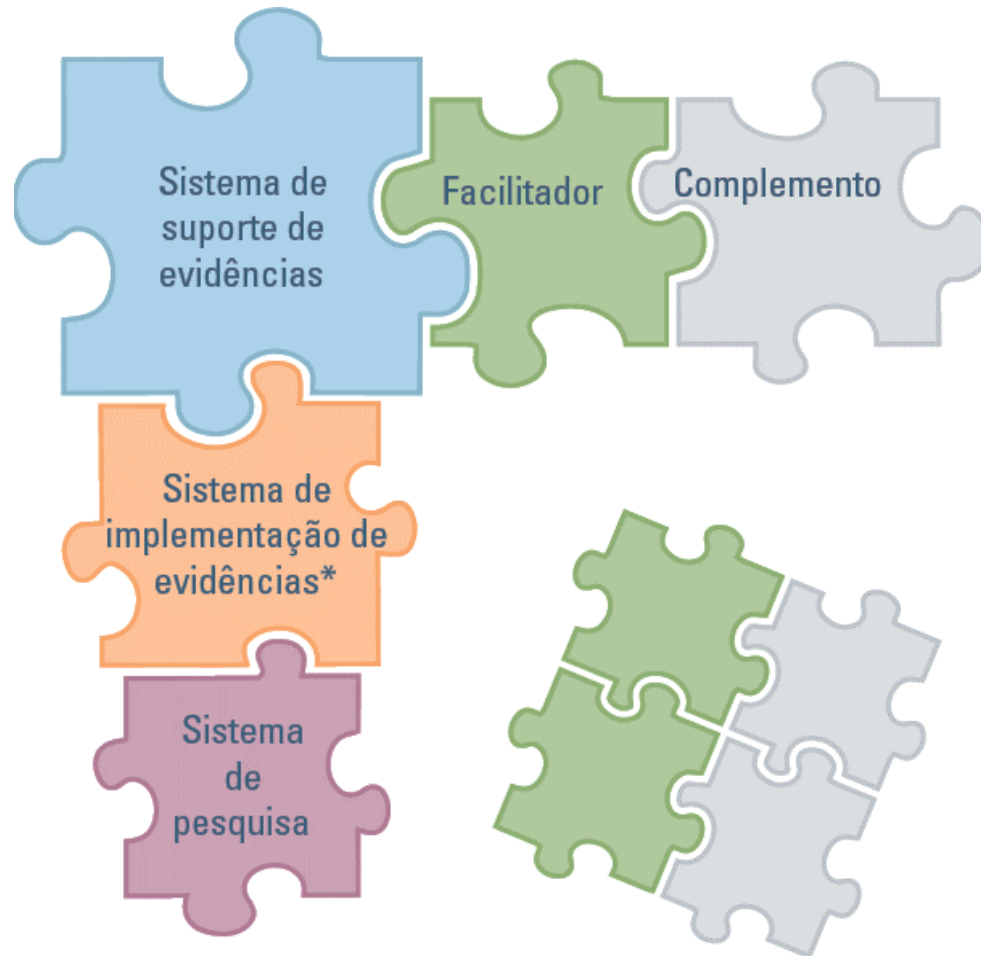 Sistema de
suporte de
evidências
Facilitador
Complemento
Sistema de
implementação de
evidências*
Sistema
de
pesquisa